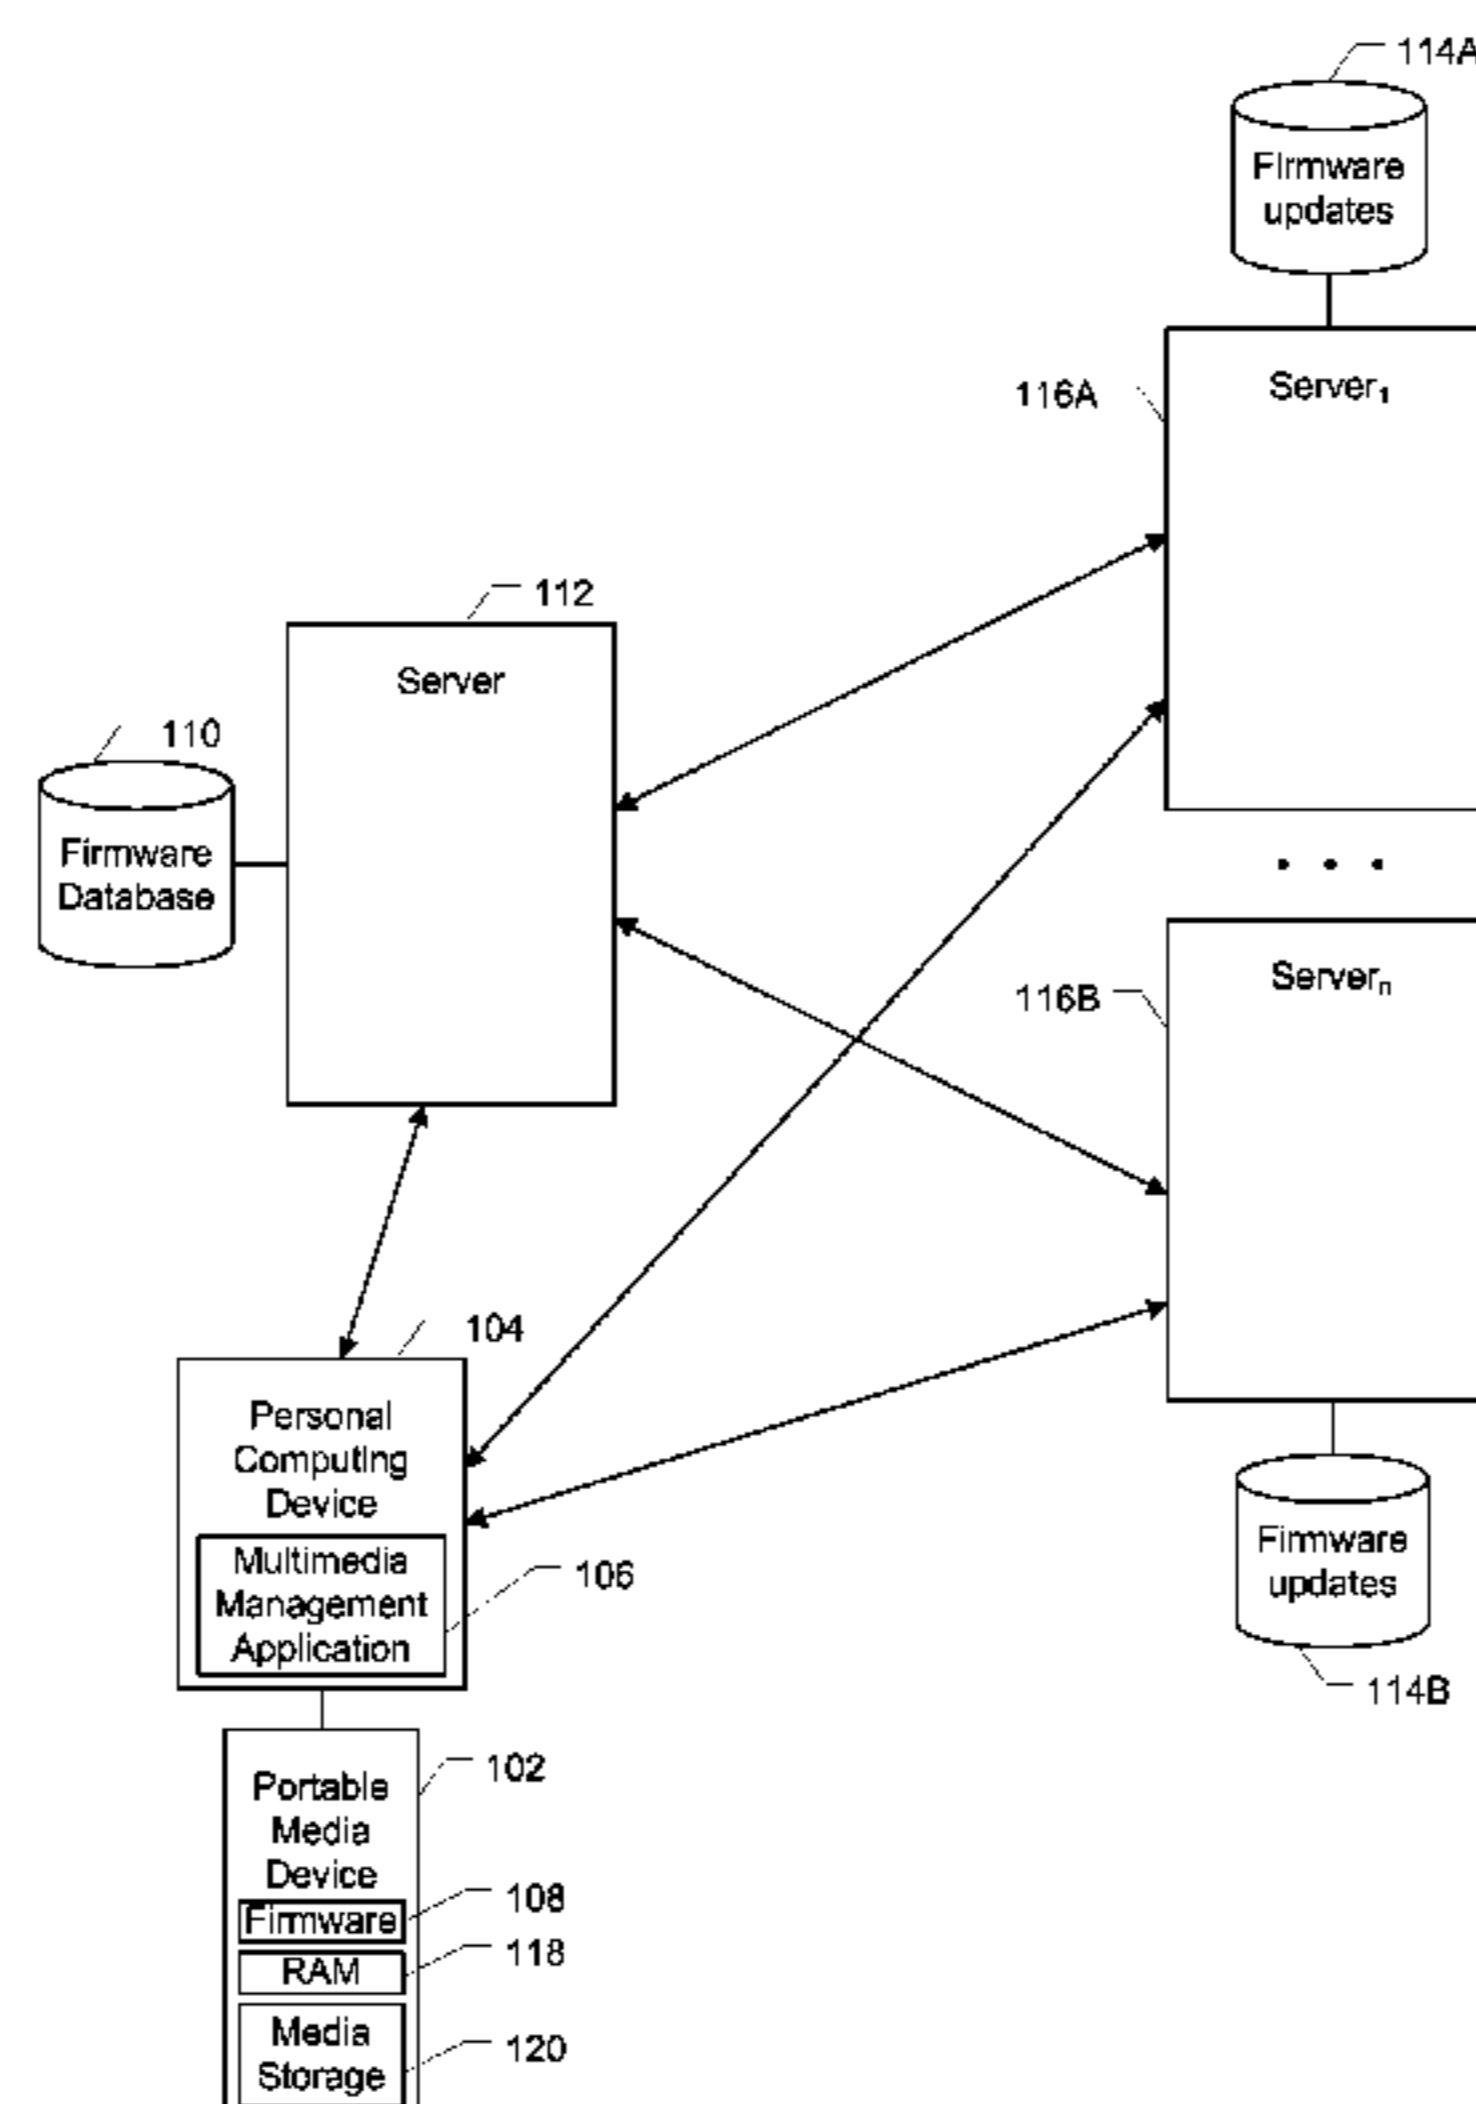 114A
Firmware
updates
116A
Server1
112
Server
110
Firmware
Database
116B
Servern
104
Personal
Computing
Device
Multimedia
Management
Application
106
Firmware
updates
114B
102
Portable
Media
Device
Firmware
108
RAM
118
Media
Storage
120